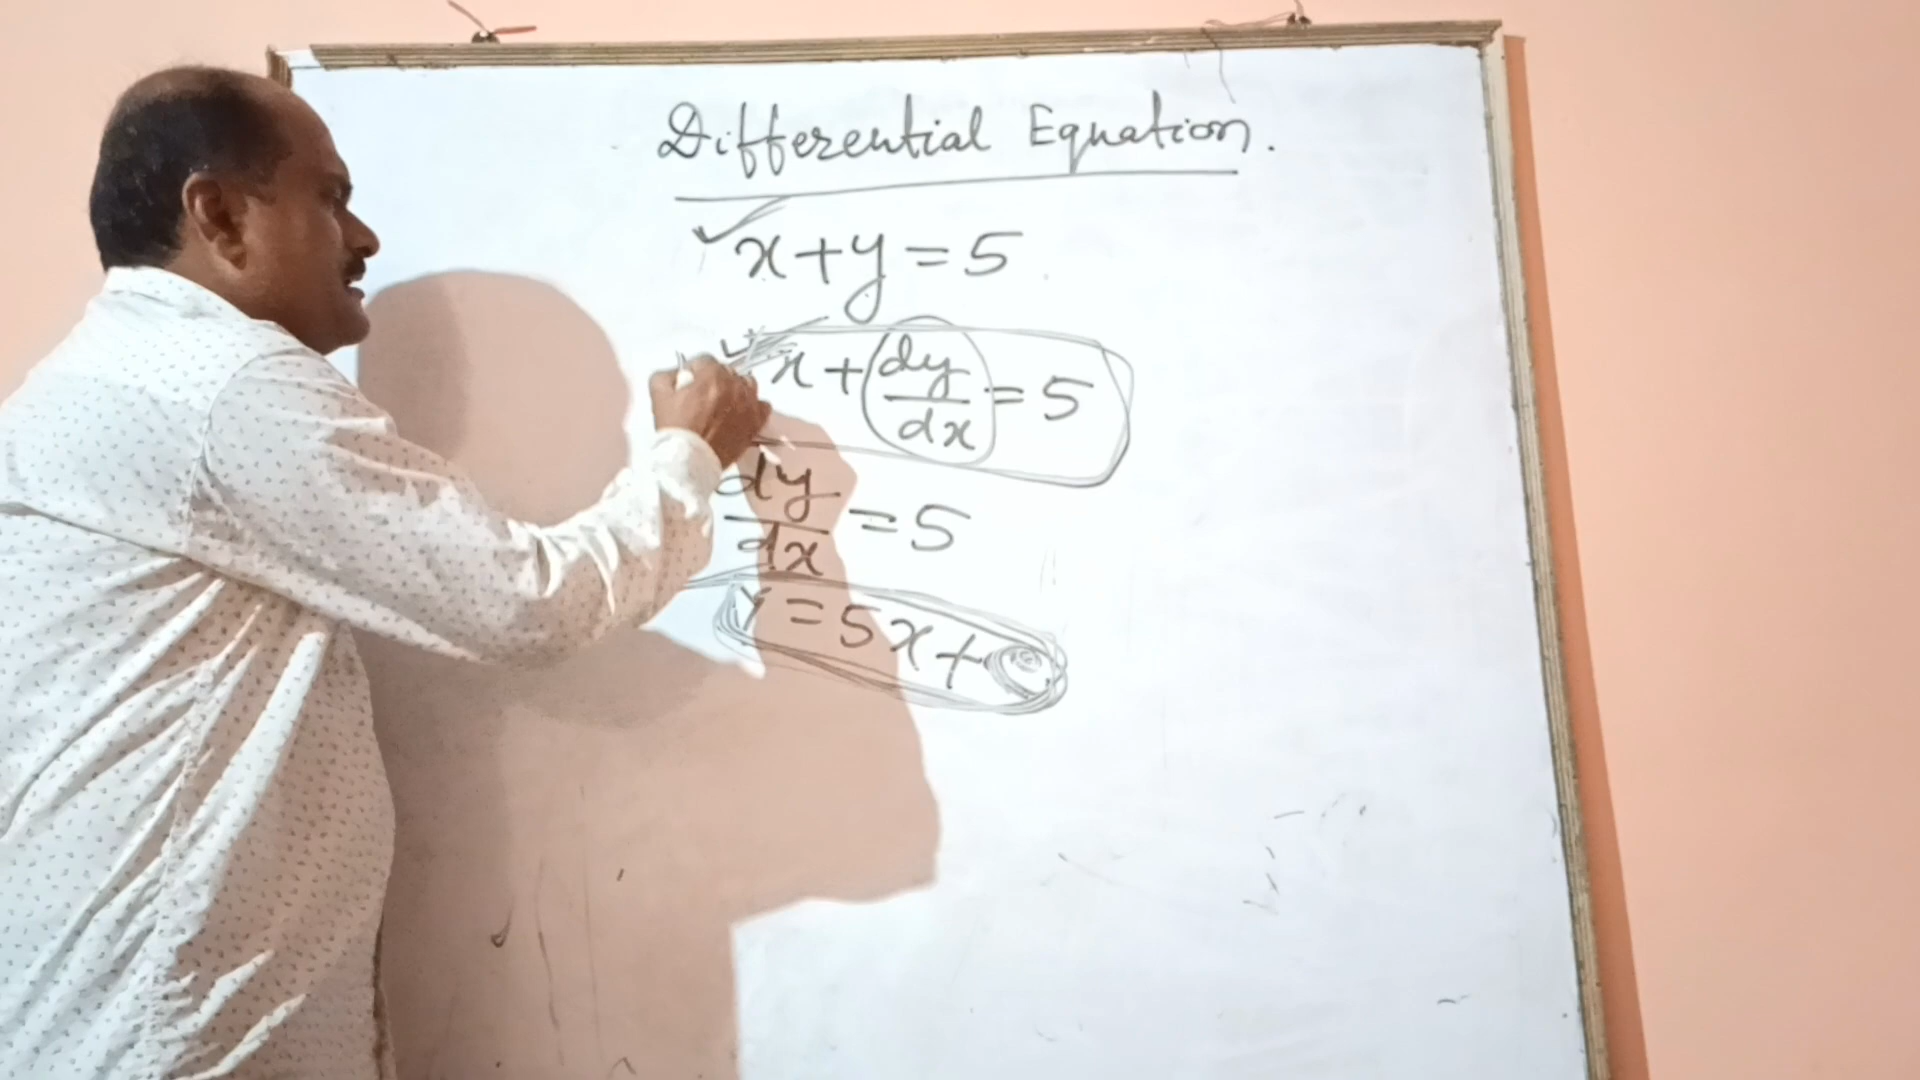 Differential Equation.
x+y=5
x+dy/dx=5
dy/dx=5
y=5x+